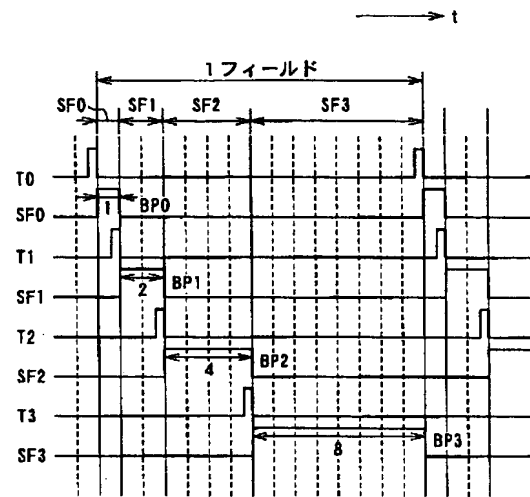 t
1フィールド
SF0 SF1 SF2 SF3
T0
SF0 1 BP0
T1
SF1 2 BP1
T2
SF2 4 BP2
T3
SF3 8 BP3